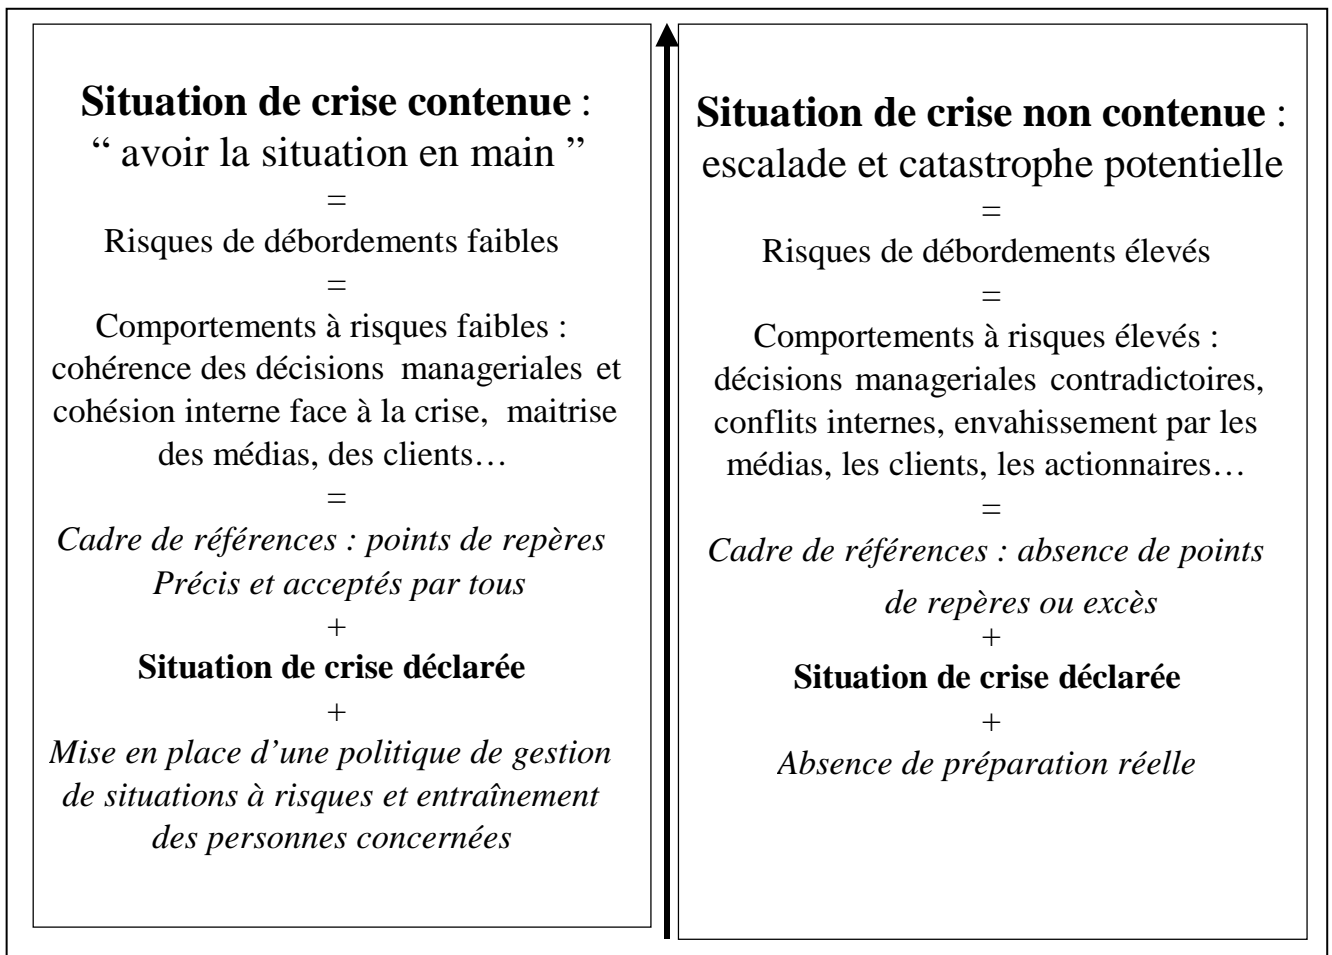 Situation de crise contenue :
“ avoir la situation en main ”
=
Risques de débordements faibles
=
Comportements à risques faibles :
cohérence des décisions manageriales et
cohésion interne face à la crise, maitrise
des médias, des clients…
=
Cadre de références : points de repères
Précis et acceptés par tous
+
Situation de crise déclarée
+
Mise en place d’une politique de gestion
de situations à risques et entraînement
des personnes concernées
Situation de crise non contenue :
escalade et catastrophe potentielle
=
Risques de débordements élevés
=
Comportements à risques élevés :
décisions manageriales contradictoires,
conflits internes, envahissement par les
médias, les clients, les actionnaires…
=
Cadre de références : absence de points
de repères ou excès
+
Situation de crise déclarée
+
Absence de préparation réelle